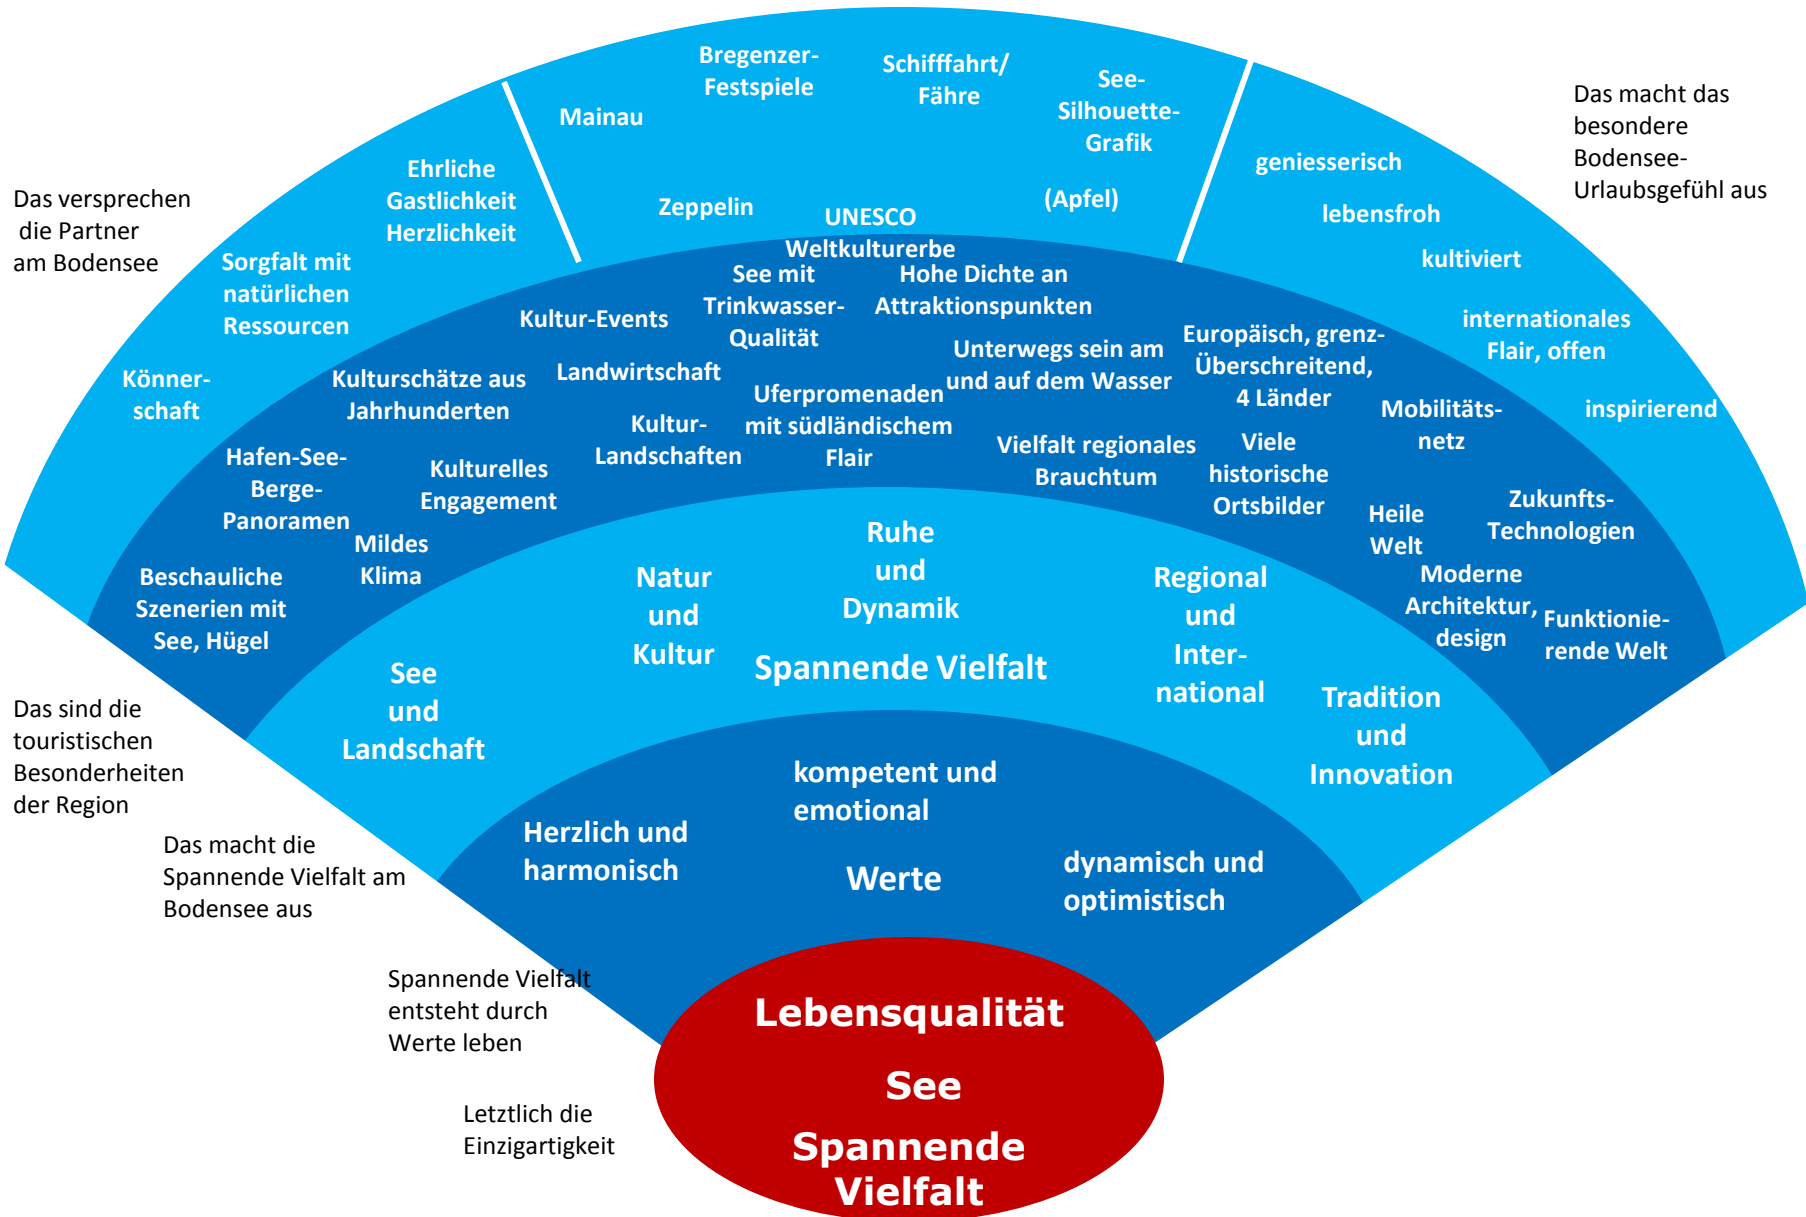 Bregenzer-
Festspiele
Schifffahrt/
Fähre
See-
Silhouette-
Grafik
Mainau
Zeppelin
UNESCO
Weltkulturerbe
(Apfel)
Das macht das
besondere
Bodensee-
Urlaubsgefühl aus
geniesserisch
lebensfroh
kultiviert
internationales
Flair, offen
inspirierend
Das versprechen
die Partner
am Bodensee
Ehrliche
Gastlichkeit
Herzlichkeit
Sorgfalt mit
natürlichen
Ressourcen
Könner-
schaft
See mit
Trinkwasser-
Qualität
Hohe Dichte an
Attraktionspunkten
Kultur-Events
Landwirtschaft
Unterwegs sein am
und auf dem Wasser
Europäisch, grenz-
Überschreitend,
4 Länder
Kulturschätze aus
Jahrhunderten
Uferpromenaden
mit südländischem
Flair
Kultur-
Landschaften
Mobilitäts-
netz
Vielfalt regionales
Brauchtum
Viele
historische
Ortsbilder
Hafen-See-
Berge-
Panoramen
Kulturelles
Engagement
Mildes
Klima
Heile
Welt
Zukunfts-
Technologien
Beschauliche
Szenerien mit
See, Hügel
Moderne
Architektur,
design
Funktionie-
rende Welt
Das sind die
touristischen
Besonderheiten
der Region
See
und
Landschaft
Natur
und
Kultur
Ruhe
und
Dynamik
Spannende Vielfalt
Regional
und
Inter-
national
Tradition
und
Innovation
Das macht die
Spannende Vielfalt am
Bodensee aus
Herzlich und
harmonisch
kompetent und
emotional
Werte
dynamisch und
optimistisch
Spannende Vielfalt
entsteht durch
Werte leben
Letztlich die
Einzigartigkeit
Lebensqualität
See
Spannende
Vielfalt